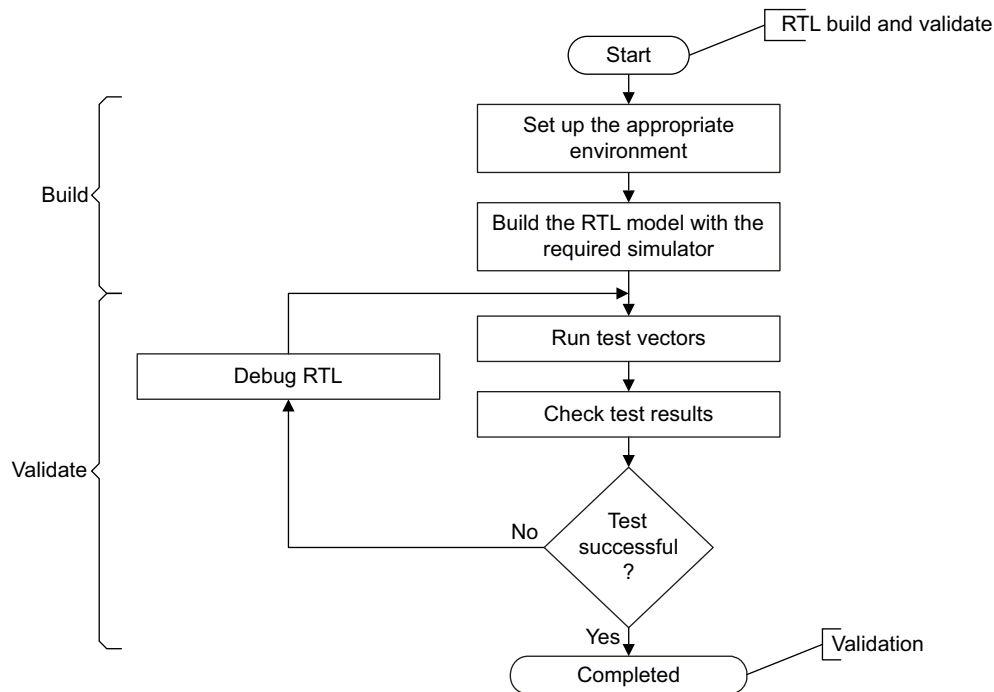 RTL build and validate
Start
Set up the appropriate
environment
Build
Build the RTL model with the
required simulator
Run test vectors
Debug RTL
Check test results
Validate
Test
successful
?
No
Yes
Validation
Completed